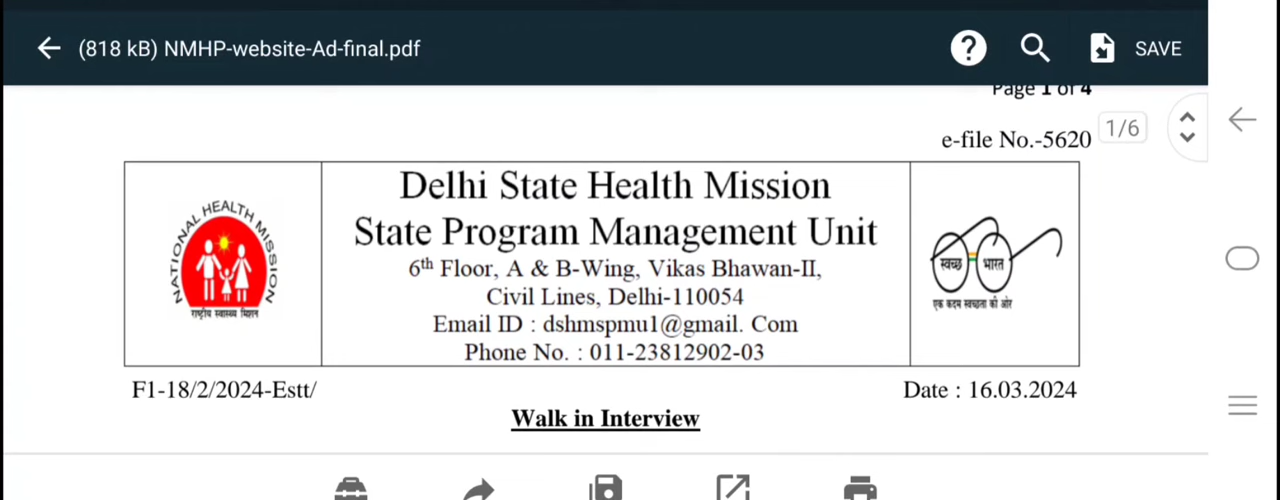 (818 kB) NMHP-website-Ad-final.pdf
SAVE
Page 1 of 4
1/6
e-file No.-5620
NATIONAL HEALTH MISSION
राष्ट्रीय स्वास्थ्य मिशन
Delhi State Health Mission
State Program Management Unit
6th Floor, A & B-Wing, Vikas Bhawan-II,
Civil Lines, Delhi-110054
Email ID : dshmspmu1@gmail. Com
Phone No. : 011-23812902-03
स्वच्छ भारत
एक कदम स्वच्छता की ओर
F1-18/2/2024-Estt/
Date : 16.03.2024
Walk in Interview